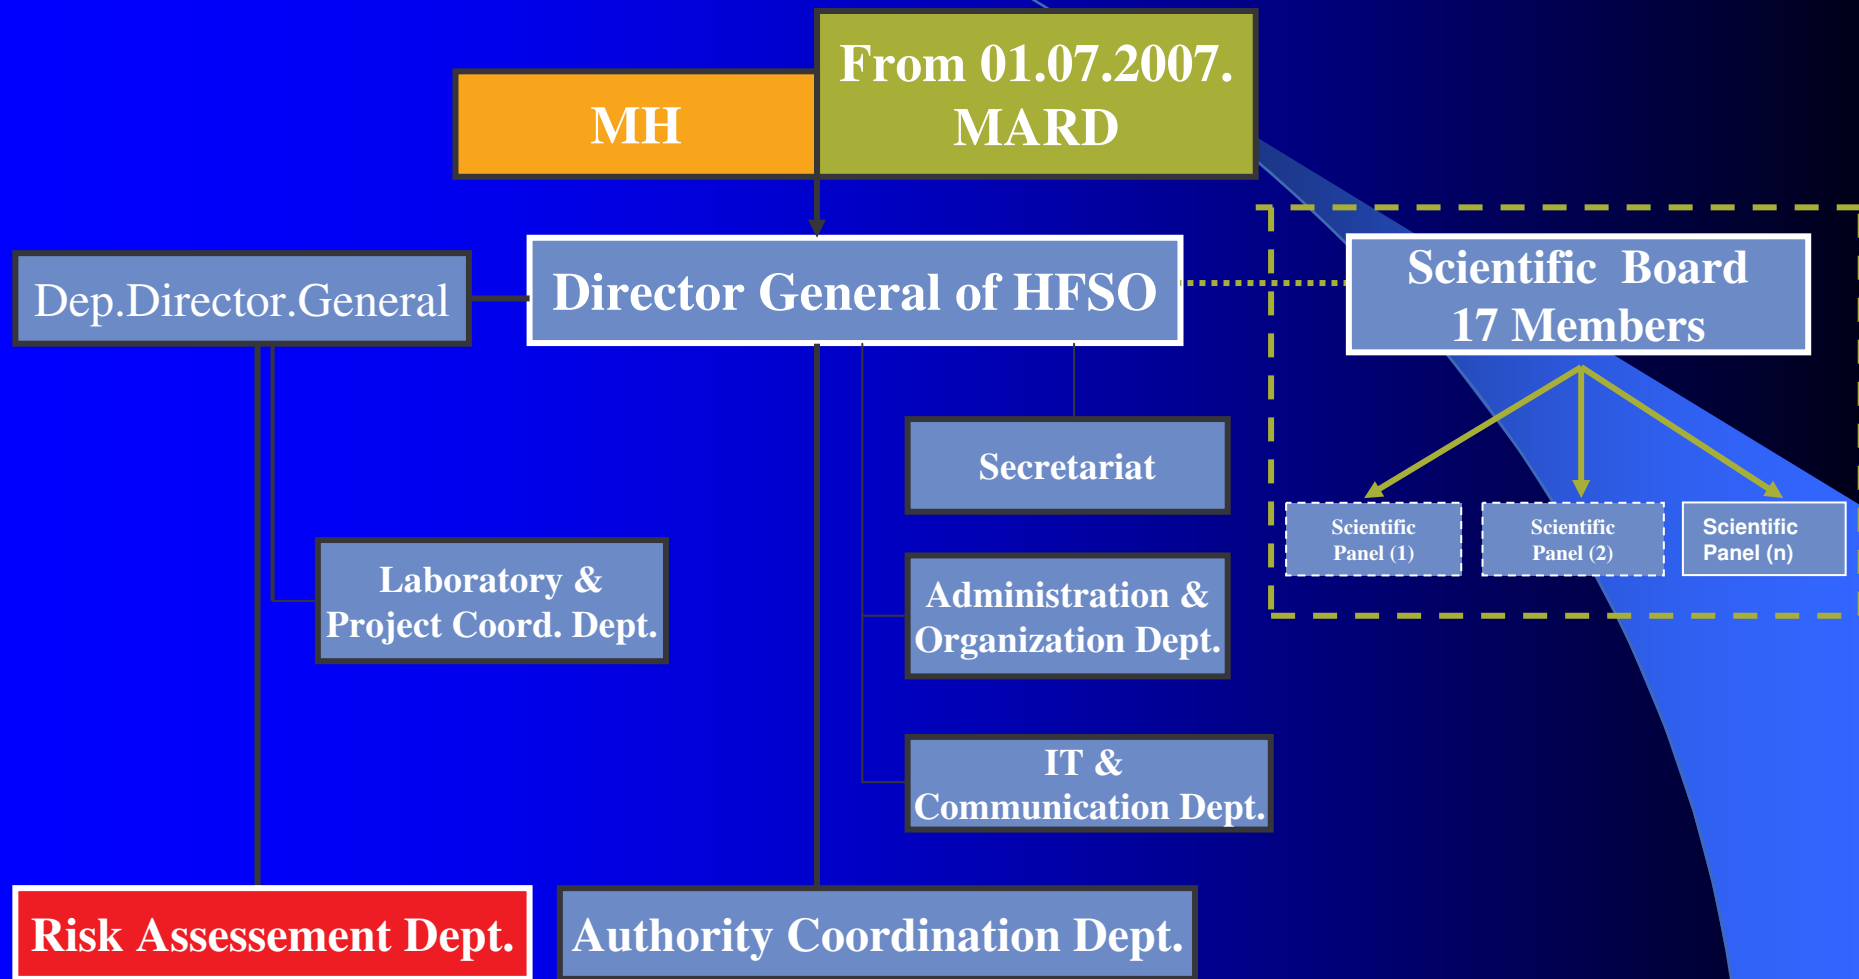 From 01.07.2007.
MARD
MH
Dep.Director.General
Director General of HFSO
Scientific Board
17 Members
Secretariat
Scientific
Panel (1)
Scientific
Panel (2)
Scientific
Panel (n)
Laboratory &
Project Coord. Dept.
Administration &
Organization Dept.
IT &
Communication Dept.
Risk Assessement Dept.
Authority Coordination Dept.